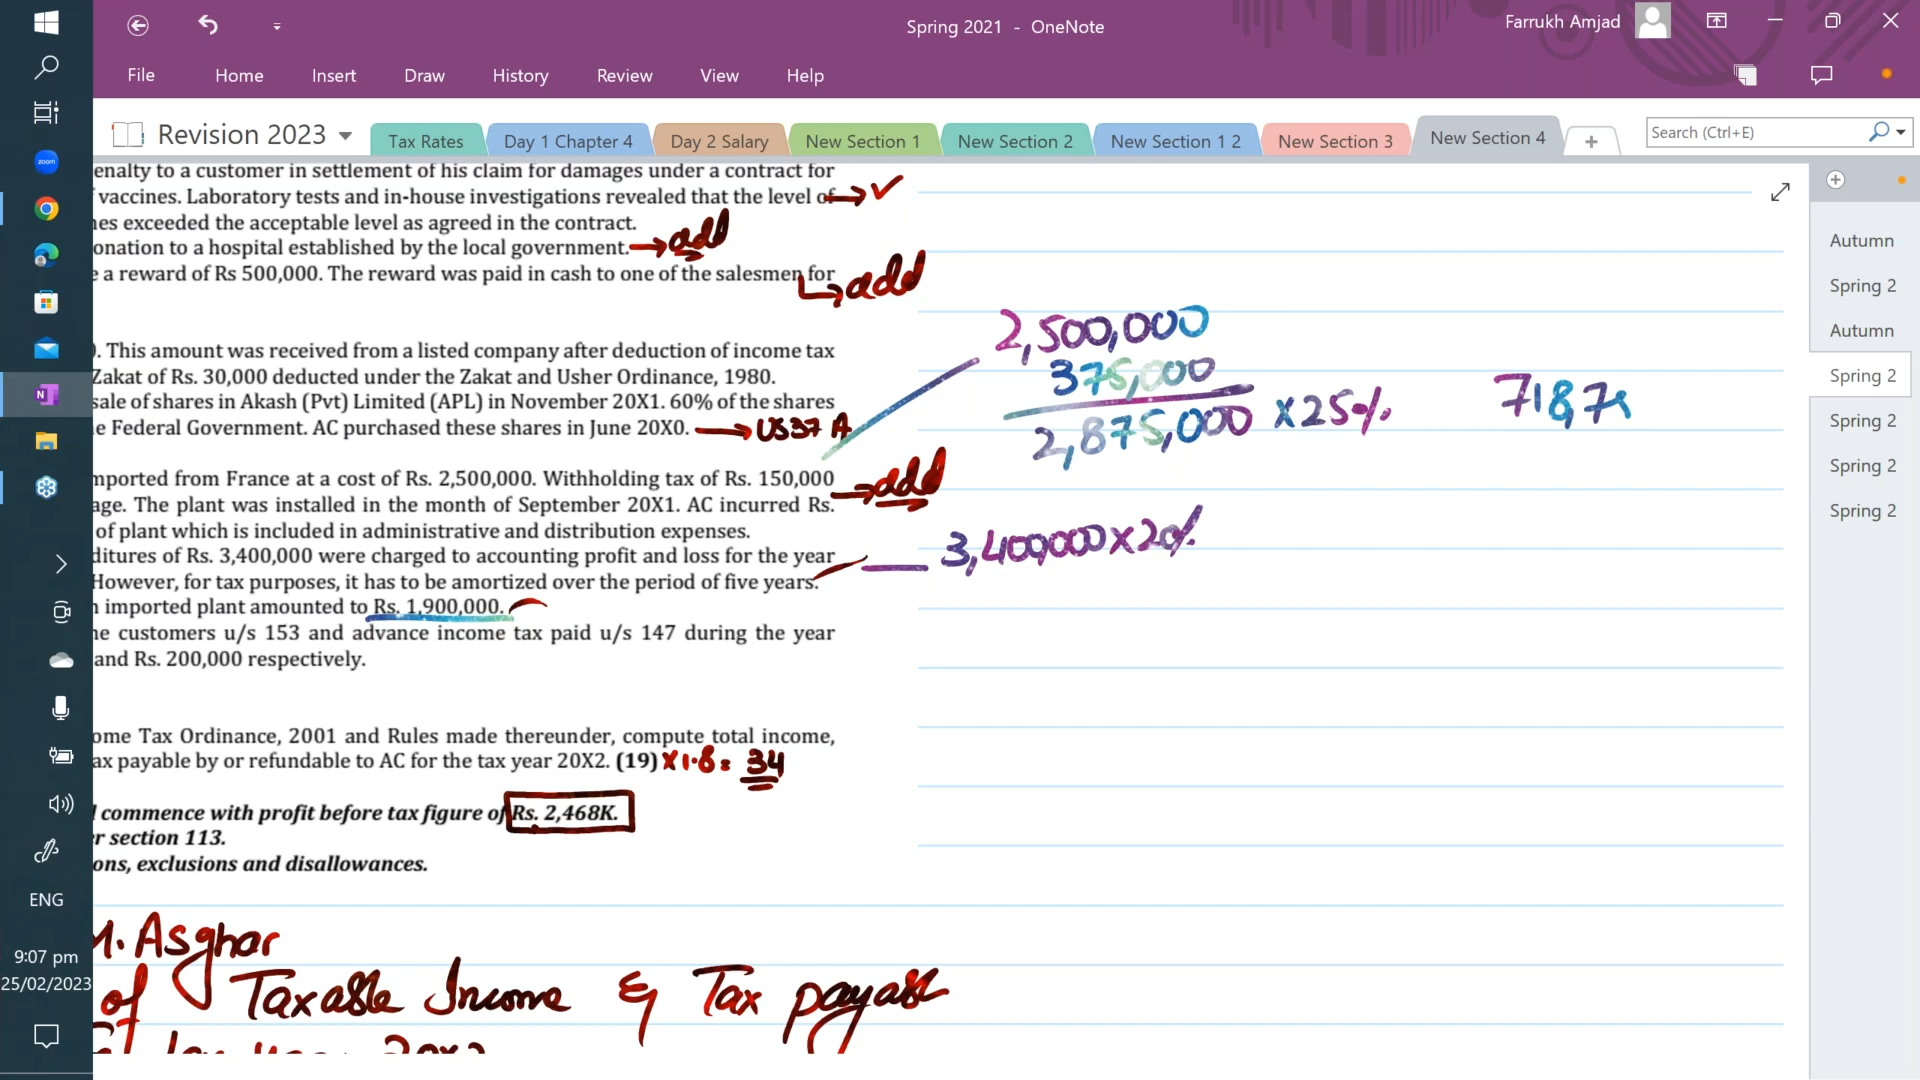 Spring 2021 - OneNote
Farrukh Amjad
File Home Insert Draw History Review View Help
Revision 2023
Tax Rates
Day 1 Chapter 4
Day 2 Salary
New Section 1
New Section 2
New Section 1 2
New Section 3
New Section 4
Search (Ctrl+E)
enalty to a customer in settlement of his claim for damages under a contract for
vaccines. Laboratory tests and in-house investigations revealed that the level of
nes exceeded the acceptable level as agreed in the contract.
onation to a hospital established by the local government.
add
e a reward of Rs 500,000. The reward was paid in cash to one of the salesmen for
add
). This amount was received from a listed company after deduction of income tax
Zakat of Rs. 30,000 deducted under the Zakat and Usher Ordinance, 1980.
sale of shares in Akash (Pvt) Limited (APL) in November 20X1. 60% of the shares
e Federal Government. AC purchased these shares in June 20X0.
US 37 A
mported from France at a cost of Rs. 2,500,000. Withholding tax of Rs. 150,000
add
age. The plant was installed in the month of September 20X1. AC incurred Rs.
of plant which is included in administrative and distribution expenses.
ditures of Rs. 3,400,000 were charged to accounting profit and loss for the year
However, for tax purposes, it has to be amortized over the period of five years.
n imported plant amounted to Rs. 1,900,000.
ne customers u/s 153 and advance income tax paid u/s 147 during the year
and Rs. 200,000 respectively.
ome Tax Ordinance, 2001 and Rules made thereunder, compute total income,
ax payable by or refundable to AC for the tax year 20X2. (19) x 1.8 = 34
l commence with profit before tax figure of Rs. 2,468K.
er section 113.
ons, exclusions and disallowances.
M. Asghar
of Taxable Income & Tax payable
2,500,000
375,000
2,875,000 x 25%
718,75
3,400,000 x 20%
Autumn
Spring 2
Autumn
Spring 2
Spring 2
Spring 2
Spring 2
zoom
ENG
9:07 pm
25/02/2023